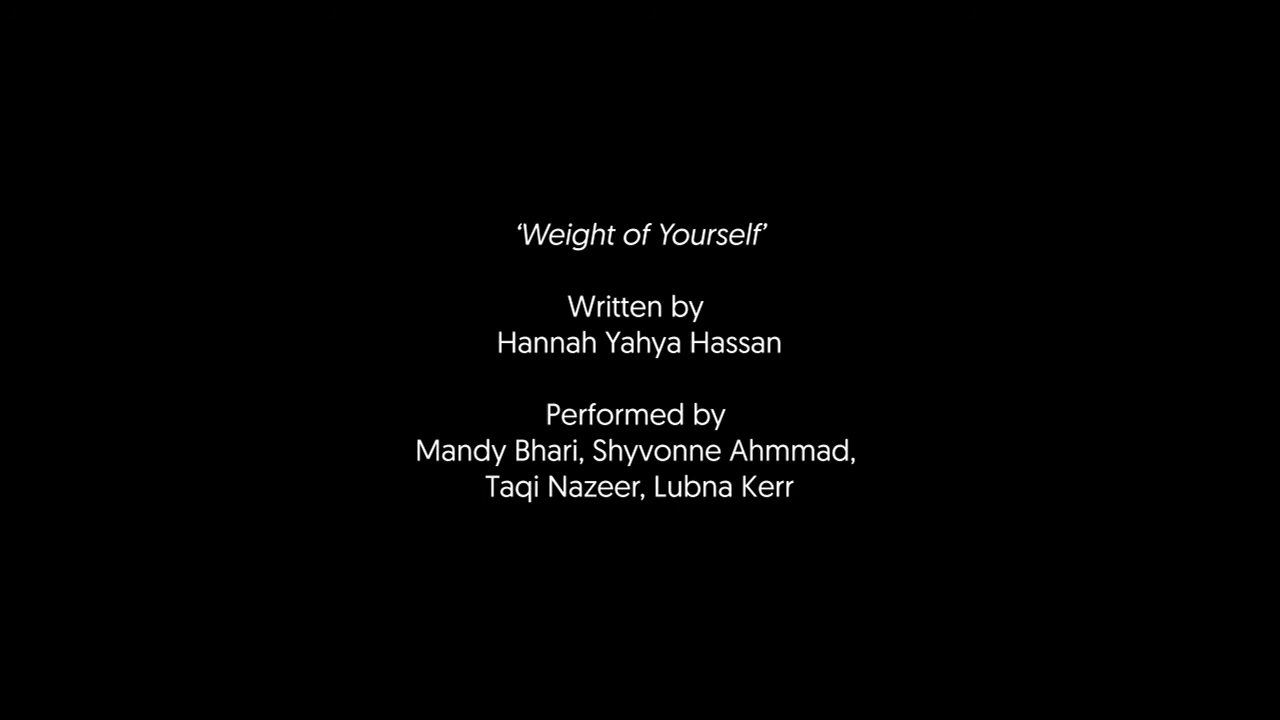 ‘Weight of Yourself’
Written by
Hannah Yahya Hassan
Performed by
Mandy Bhari, Shyvonne Ahmmad,
Taqi Nazeer, Lubna Kerr